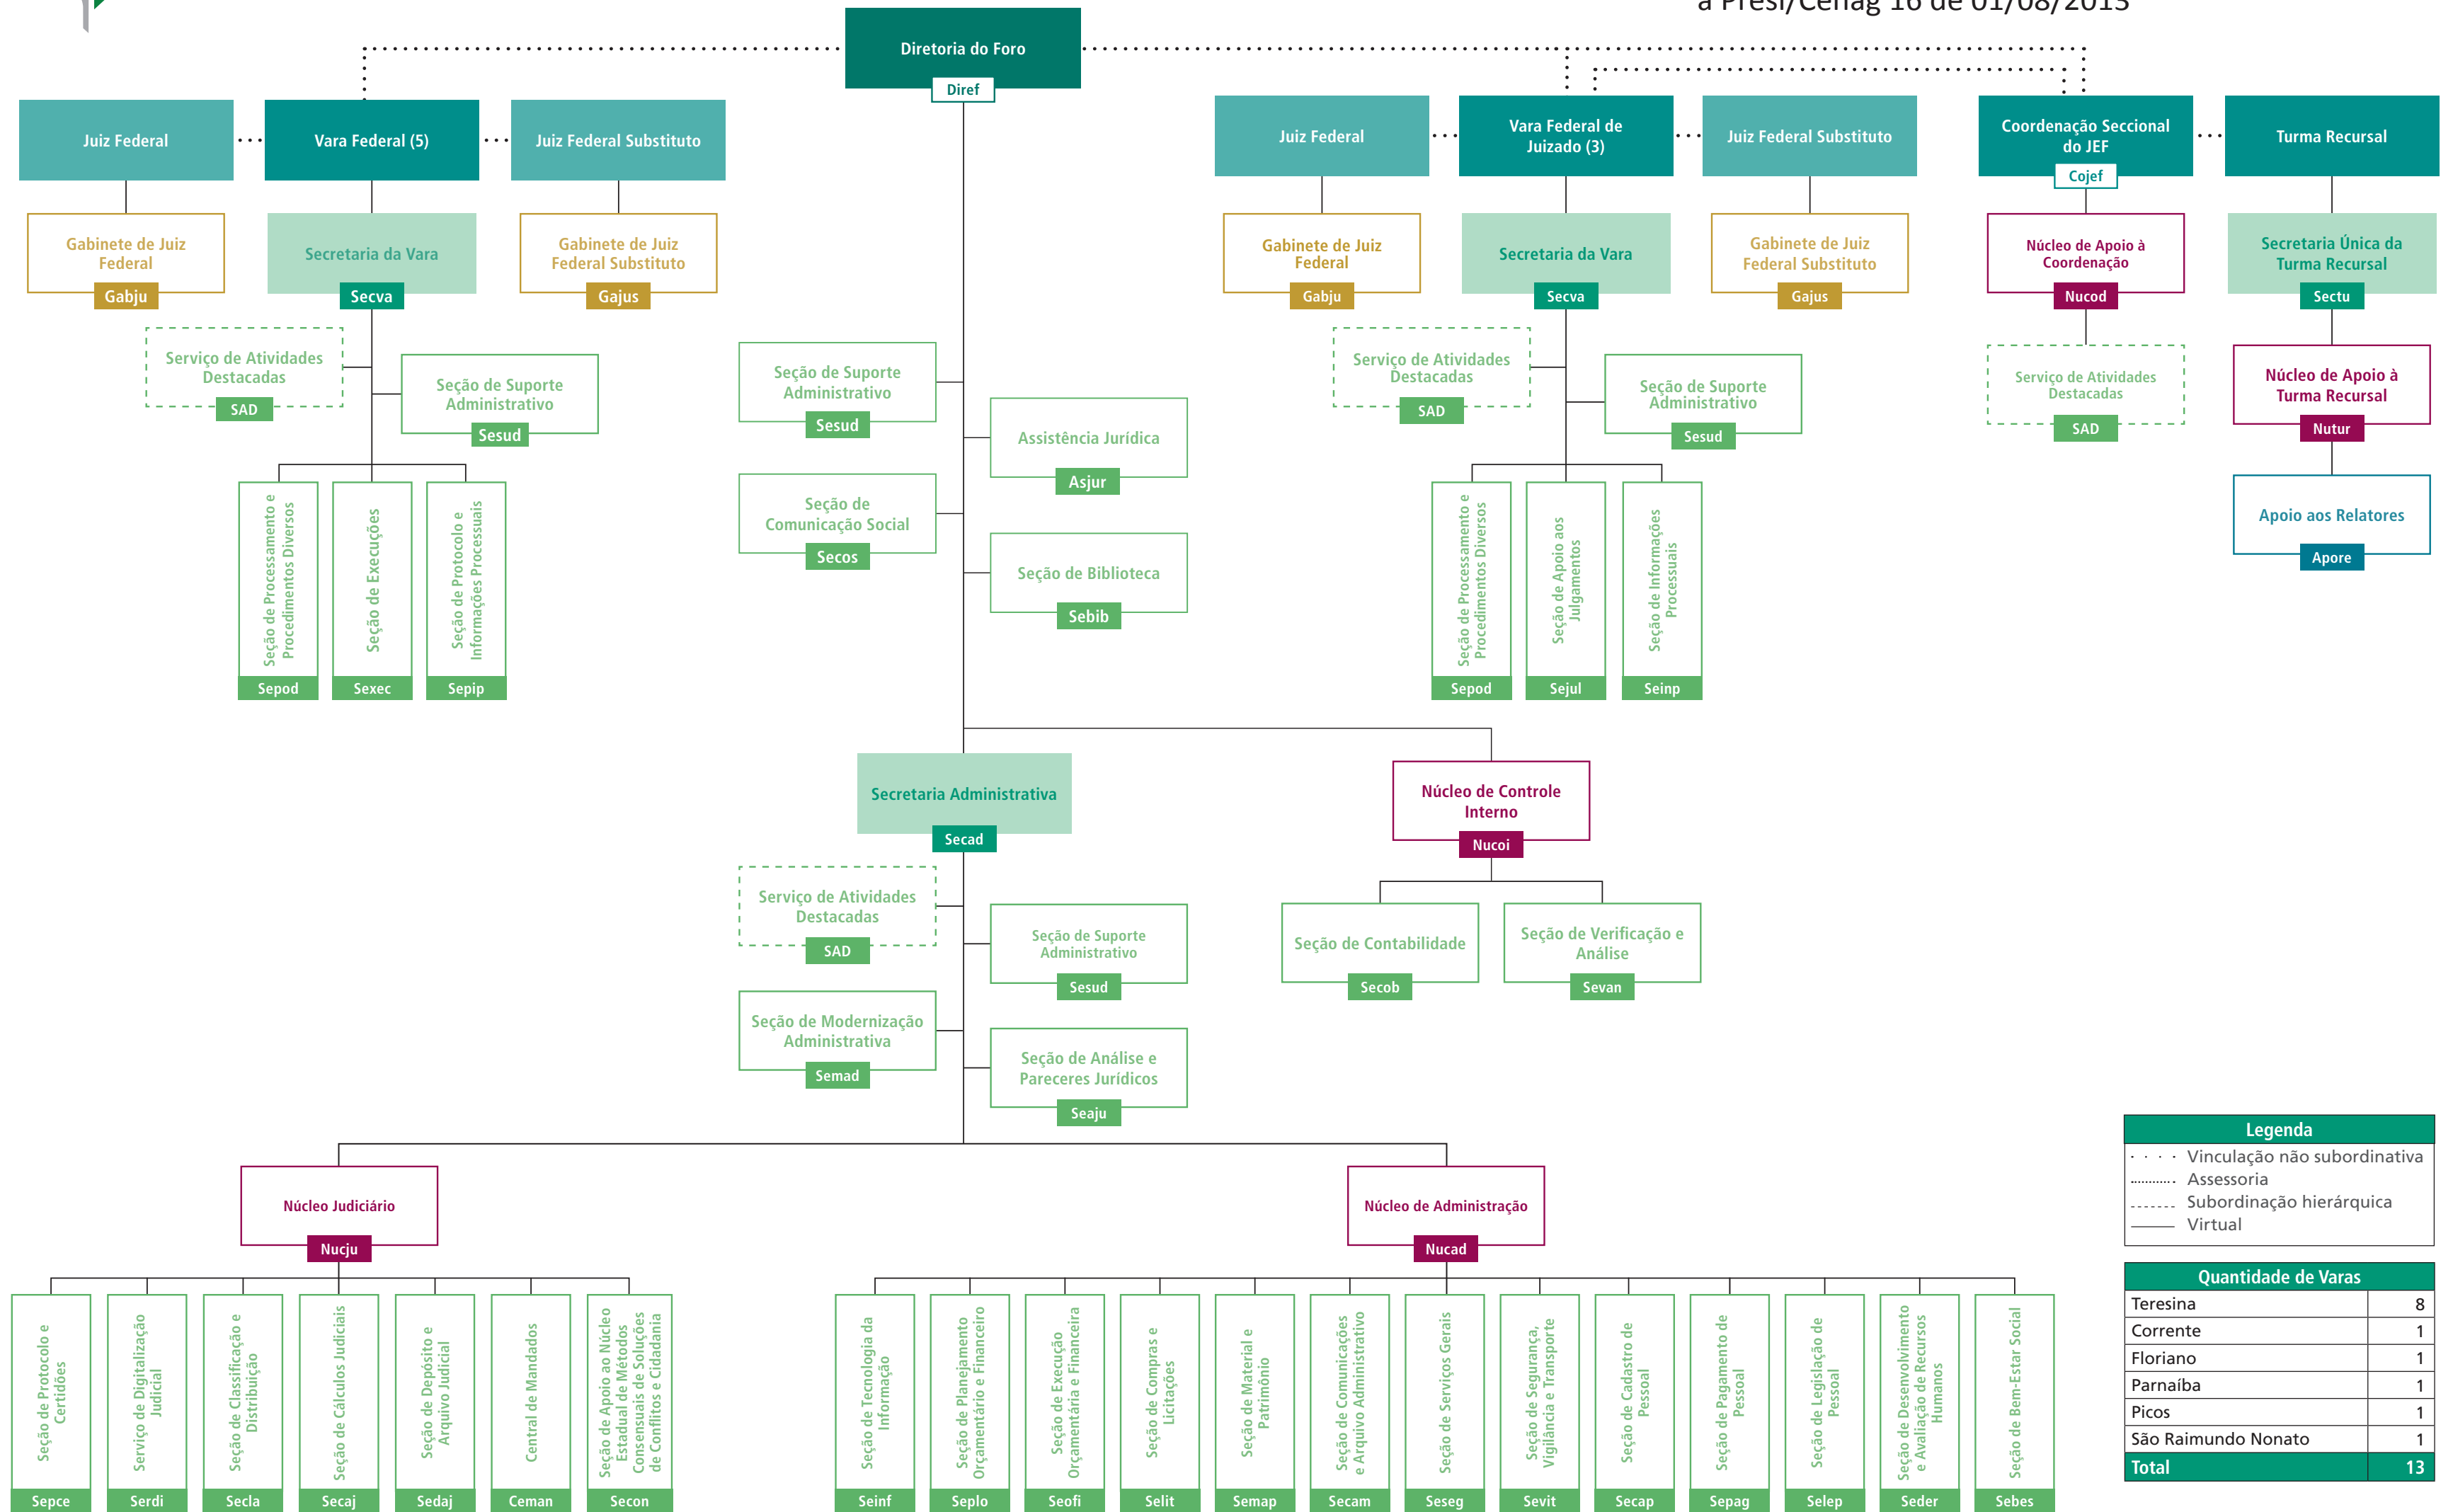 a Presi/Cenag 16 de 01/08/2013
Diretoria do Foro
Diref
Juiz Federal
Vara Federal (5)
Juiz Federal Substituto
Juiz Federal
Vara Federal de
Juizado (3)
Juiz Federal Substituto
Coordenação Seccional
do JEF
Cojef
Turma Recursal
Gabinete de Juiz
Federal
Gabju
Secretaria da Vara
Secva
Gabinete de Juiz
Federal Substituto
Gajus
Gabinete de Juiz
Federal
Gabju
Secretaria da Vara
Secva
Gabinete de Juiz
Federal Substituto
Gajus
Núcleo de Apoio à
Coordenação
Nucod
Secretaria Única da
Turma Recursal
Sectu
Serviço de Atividades
Destacadas
SAD
Seção de Suporte
Administrativo
Sesud
Seção de Suporte
Administrativo
Sesud
Assistência Jurídica
Asjur
Seção de
Comunicação Social
Secos
Seção de Biblioteca
Sebib
Serviço de Atividades
Destacadas
SAD
Seção de Suporte
Administrativo
Sesud
Serviço de Atividades
Destacadas
SAD
Núcleo de Apoio à
Turma Recursal
Nutur
Apoio aos Relatores
Apore
Seção de Processamento e
Procedimentos Diversos
Sepod
Seção de Execuções
Sexec
Seção de Protocolo e
Informações Processuais
Sepip
Seção de Processamento e
Procedimentos Diversos
Sepod
Seção de Apoio aos
Julgamentos
Sejul
Seção de Informações
Processuais
Seinp
Secretaria Administrativa
Secad
Núcleo de Controle
Interno
Nucoi
Serviço de Atividades
Destacadas
SAD
Seção de Suporte
Administrativo
Sesud
Seção de Contabilidade
Secob
Seção de Verificação e
Análise
Sevan
Seção de Modernização
Administrativa
Semad
Seção de Análise e
Pareceres Jurídicos
Seaju
Núcleo Judiciário
Nucju
Núcleo de Administração
Nucad
Seção de Protocolo e
Certidões
Sepce
Serviço de Digitalização
Judicial
Serdi
Seção de Classificação e
Distribuição
Secla
Seção de Cálculos Judiciais
Secaj
Seção de Depósito e
Arquivo Judicial
Sedaj
Central de Mandados
Ceman
Seção de Apoio ao Núcleo
Estadual de Métodos
Consensuais de Soluções
de Conflitos e Cidadania
Secon
Seção de Tecnologia da
Informação
Seinf
Seção de Planejamento
Orçamentário e Financeiro
Seplo
Seção de Execução
Orçamentária e Financeira
Seofi
Seção de Compras e
Licitações
Selit
Seção de Material e
Patrimônio
Semap
Seção de Comunicações
e Arquivo Administrativo
Secam
Seção de Serviços Gerais
Seseg
Seção de Segurança,
Vigilância e Transporte
Sevit
Seção de Cadastro de
Pessoal
Secap
Seção de Pagamento de
Pessoal
Sepag
Seção de Legislação de
Pessoal
Selep
Seção de Desenvolvimento
e Avaliação de Recursos
Humanos
Seder
Seção de Bem-Estar Social
Sebes
Legenda
Vinculação não subordinativa
Assessoria
Subordinação hierárquica
Virtual
Quantidade de Varas
Teresina 8
Corrente 1
Floriano 1
Parnaíba 1
Picos 1
São Raimundo Nonato 1
Total 13